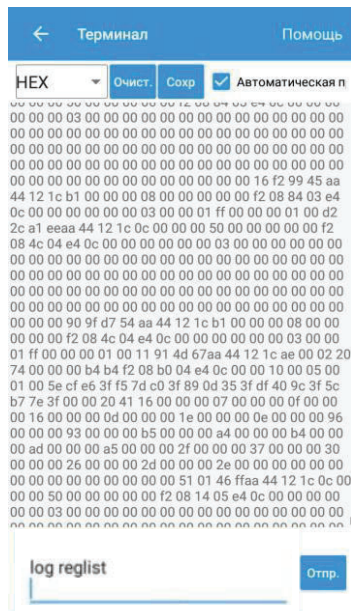 Терминал Помощь
HEX Очист. Сохр Автоматическая п
00 00 00 50 00 00 00 00 00 f2 00 84 03 e4 0c 00 00 00
00 00 00 03 00 00 00 00 00 00 00 00 00 00 00 00 00
00 00 00 00 00 00 00 00 00 00 00 00 00 00 00 00 00
00 00 00 00 00 00 00 00 00 00 00 00 00 00 00 00 00
00 00 00 00 00 00 00 00 00 00 00 00 00 00 00 00 00
00 00 00 00 00 00 00 00 00 00 00 00 00 16 f2 99 45 aa
44 12 1c b1 00 00 00 08 00 00 00 00 00 f2 08 84 03 e4
0c 00 00 00 00 00 00 03 00 00 01 ff 00 00 00 01 00 d2
2c a1 eeaa 44 12 1c 0c 00 00 00 50 00 00 00 00 00 f2
08 4c 04 e4 0c 00 00 00 00 00 00 03 00 00 00 00 00 00
00 00 00 00 00 00 00 00 00 00 00 00 00 00 00 00 00
00 00 00 00 00 00 00 00 00 00 00 00 00 00 00 00 00
00 00 00 00 00 00 00 00 00 00 00 00 00 00 00 00 00
00 00 00 00 00 00 00 00 00 00 00 00 00 00 00 00 00
00 00 00 90 9f d7 54 aa 44 12 1c b1 00 00 00 08 00 00
00 00 00 f2 08 4c 04 e4 0c 00 00 00 00 00 00 03 00 00
01 ff 00 00 00 01 00 11 91 4d 67aa 44 12 1c ae 00 02 20
74 00 00 00 b4 b4 f2 08 b0 04 e4 0c 00 00 10 00 05 00
01 00 5e cf e6 3f f5 7d c0 3f 89 0d 35 3f df 40 9c 3f 5c
b7 7e 3f 00 00 20 41 16 00 00 00 07 00 00 00 0f 00 00
00 16 00 00 00 0d 00 00 00 1e 00 00 00 0e 00 00 00 96
00 00 00 93 00 00 00 b5 00 00 00 a4 00 00 00 b4 00 00
00 ad 00 00 00 a5 00 00 00 2f 00 00 00 37 00 00 00 30
00 00 00 26 00 00 00 2d 00 00 00 2e 00 00 00 00 00
00 00 00 00 00 00 00 00 00 00 00 51 01 46 ffaa 44 12 1c 0c 00
00 00 50 00 00 00 00 00 f2 08 14 05 e4 0c 00 00 00 00
00 00 03 00 00 00 00 00 00 00 00 00 00 00 00 00 00
log reglist
Отпр.